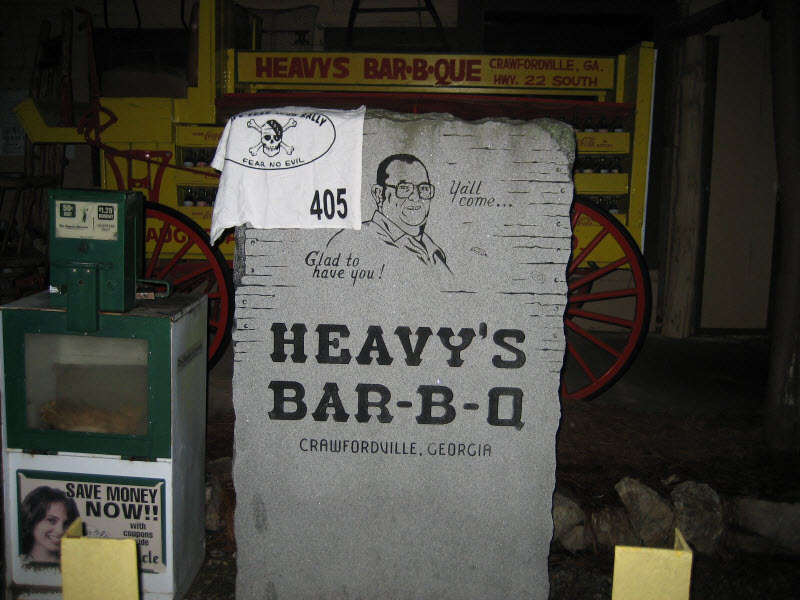 HEAVYS BAR·B·QUE
CRAWFORDVILLE, GA.
HWY. 22 SOUTH
FEAR NO EVIL
405
Y'all
come...
Glad to
have you!
HEAVY'S
BAR-B-Q
CRAWFORDVILLE, GEORGIA
SAVE MONEY
NOW!!
with
coupons